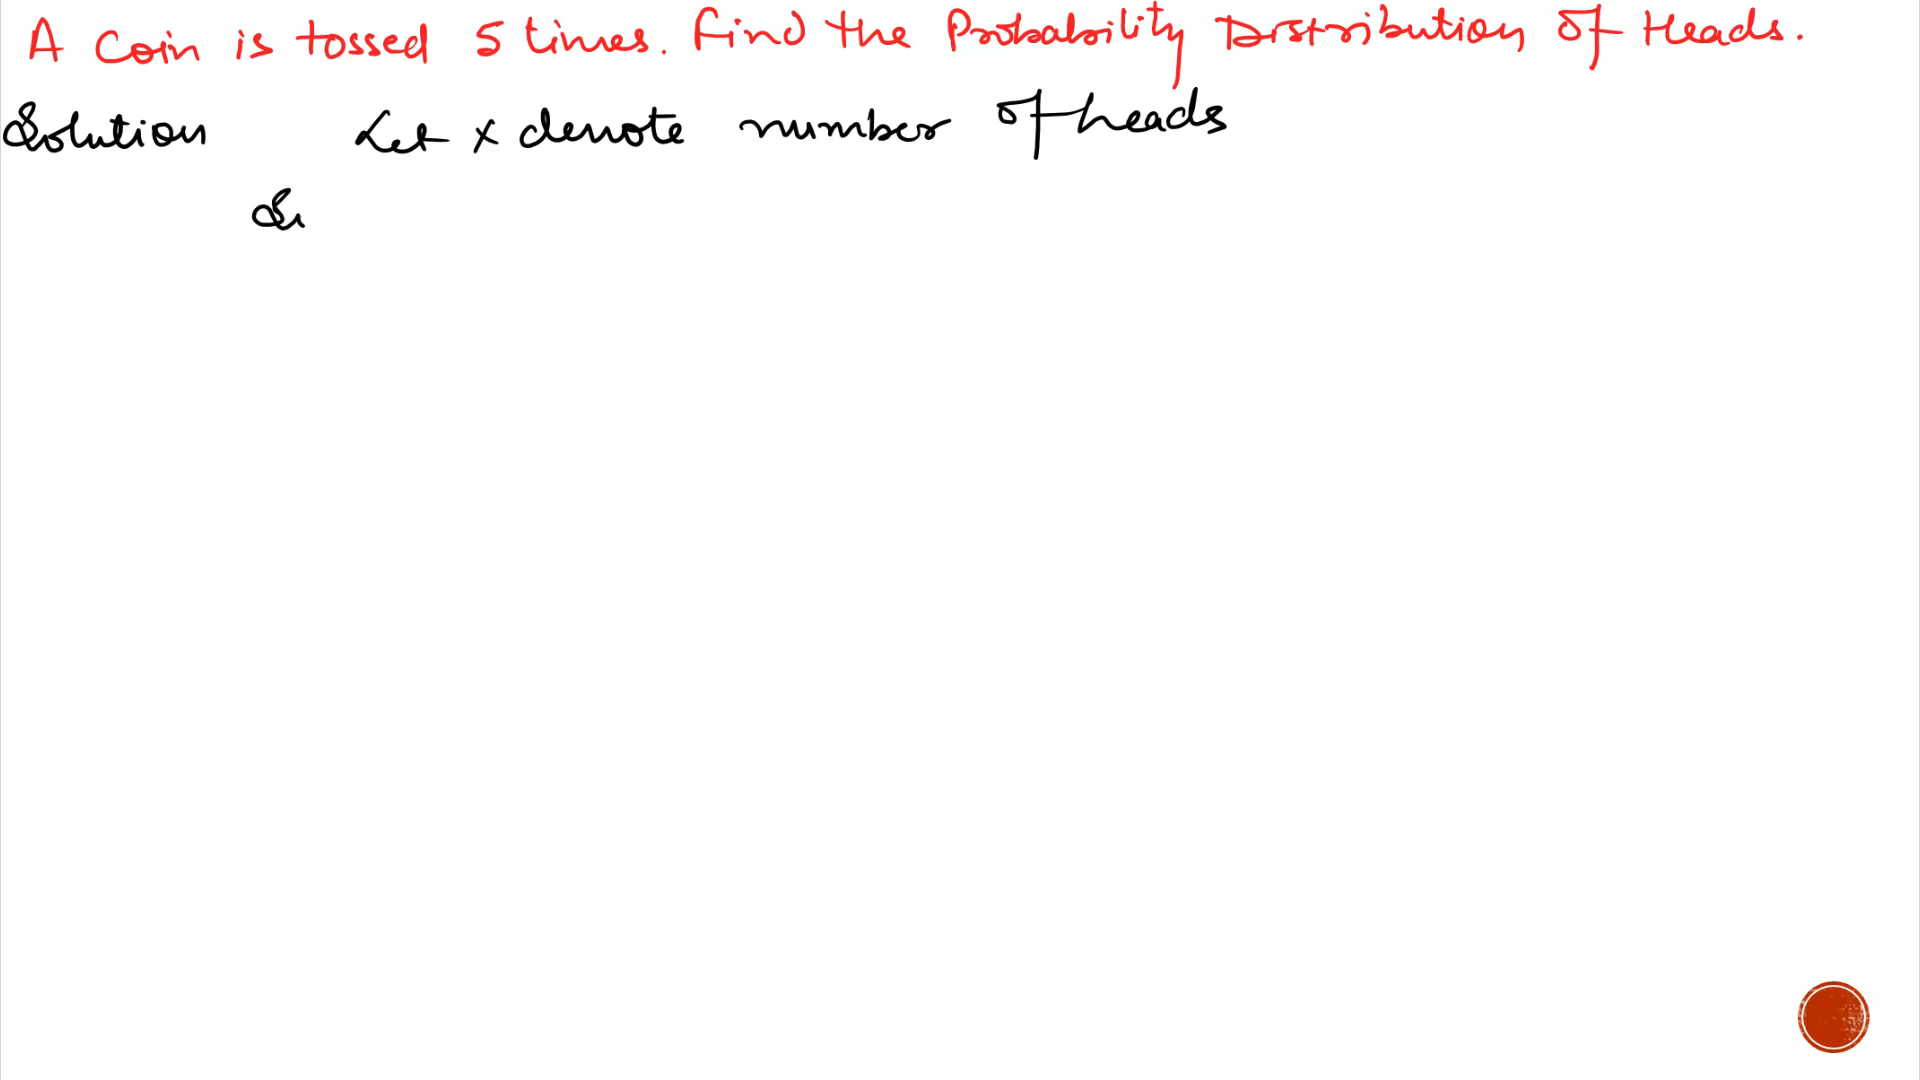 A Coin is tossed 5 times. Find the Probability Distribution of Heads.
Solution Let x denote number of heads